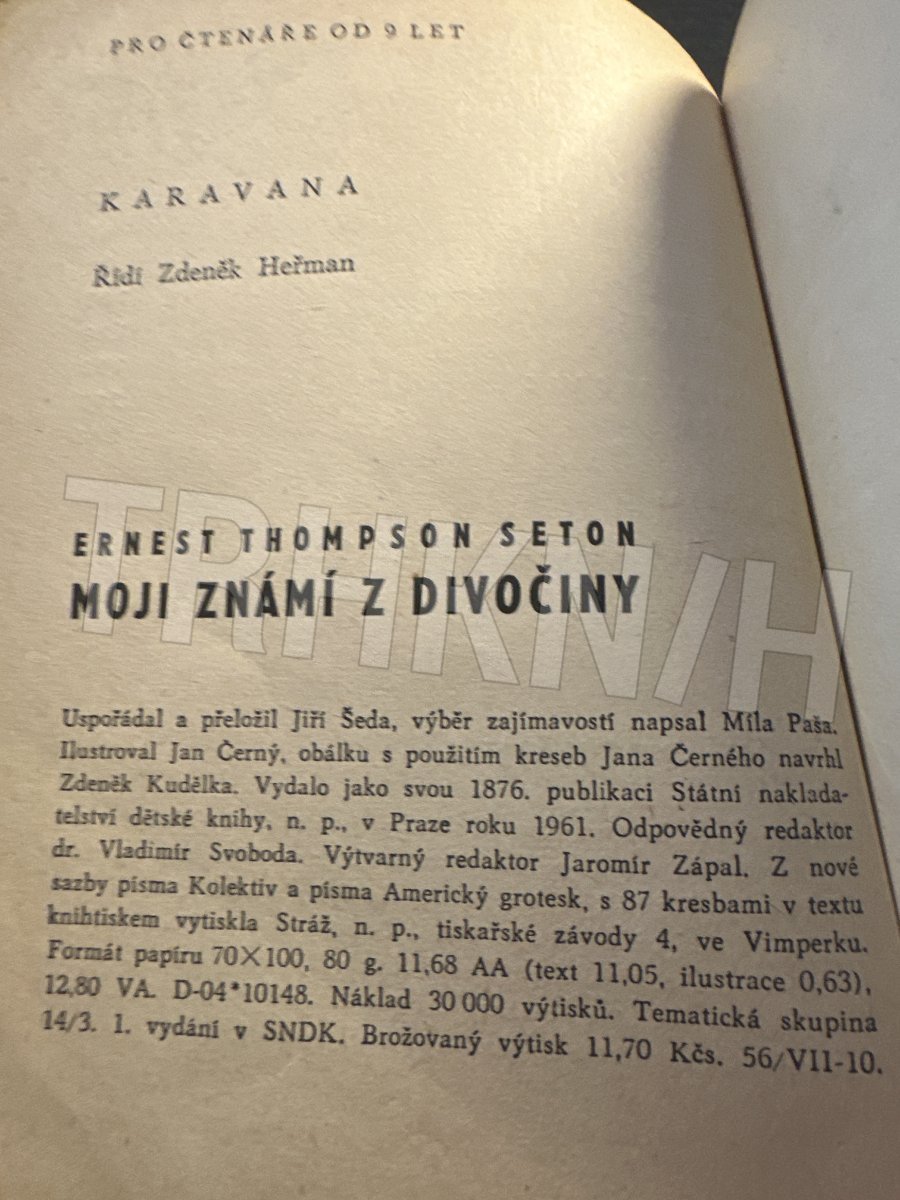 PRO ČTENÁŘE OD 9 LET
KARAVANA
Řídí Zdeněk Heřman
ERNEST THOMPSON SETON
MOJI ZNÁMÍ Z DIVOČINY
TRHKN/H
Uspořádal a přeložil Jiří Šeda, výběr zajímavostí napsal Míla Paša.
Ilustroval Jan Černý, obálku s použitím kreseb Jana Černého navrhl
Zdeněk Kudělka. Vydalo jako svou 1876. publikaci Státní naklada-
telství dětské knihy, n. p., v Praze roku 1961. Odpovědný redaktor
dr. Vladimír Svoboda. Výtvarný redaktor Jaromír Zápal. Z nové
sazby písma Kolektiv a písma Americký grotesk, s 87 kresbami v textu
knihtiskem vytiskla Stráž, n. p., tiskařské závody 4, ve Vimperku.
Formát papíru 70×100, 80 g. 11,68 AA (text 11,05, ilustrace 0,63),
12,80 VA. D-04*10148. Náklad 30 000 výtisků. Tematická skupina
14/3. 1. vydání v SNDK. Brožovaný výtisk 11,70 Kčs. 56/VII-10.